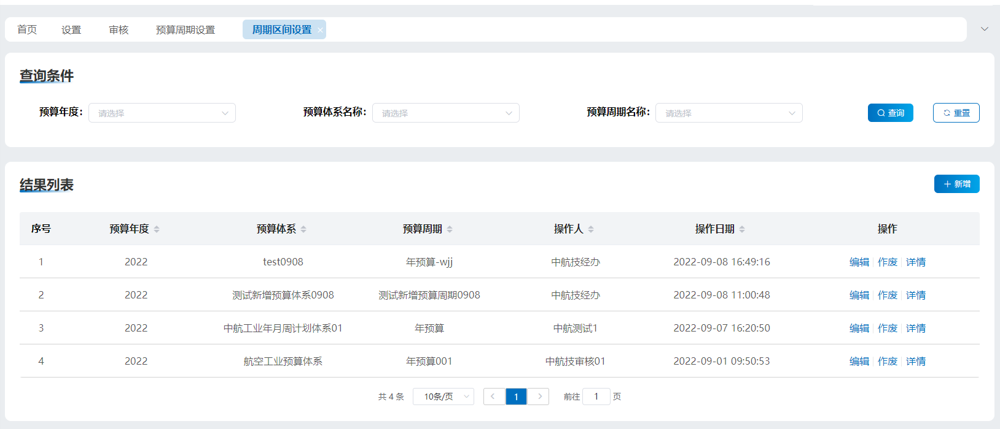 首页 设置 审核 预算周期设置 周期区间设置
查询条件
预算年度: 请选择 预算体系名称: 请选择 预算周期名称: 请选择 查询 重置
结果列表 新增
序号 预算年度 预算体系 预算周期 操作人 操作日期 操作
1 2022 test0908 年预算-wjj 中航技经办 2022-09-08 16:49:16 编辑 作废 详情
2 2022 测试新增预算体系0908 测试新增预算周期0908 中航技经办 2022-09-08 11:00:48 编辑 作废 详情
3 2022 中航工业年月周计划体系01 年预算 中航测试1 2022-09-07 16:20:50 编辑 作废 详情
4 2022 航空工业预算体系 年预算001 中航技审核01 2022-09-01 09:50:53 编辑 作废 详情
共 4 条 10条/页 1 前往 1 页